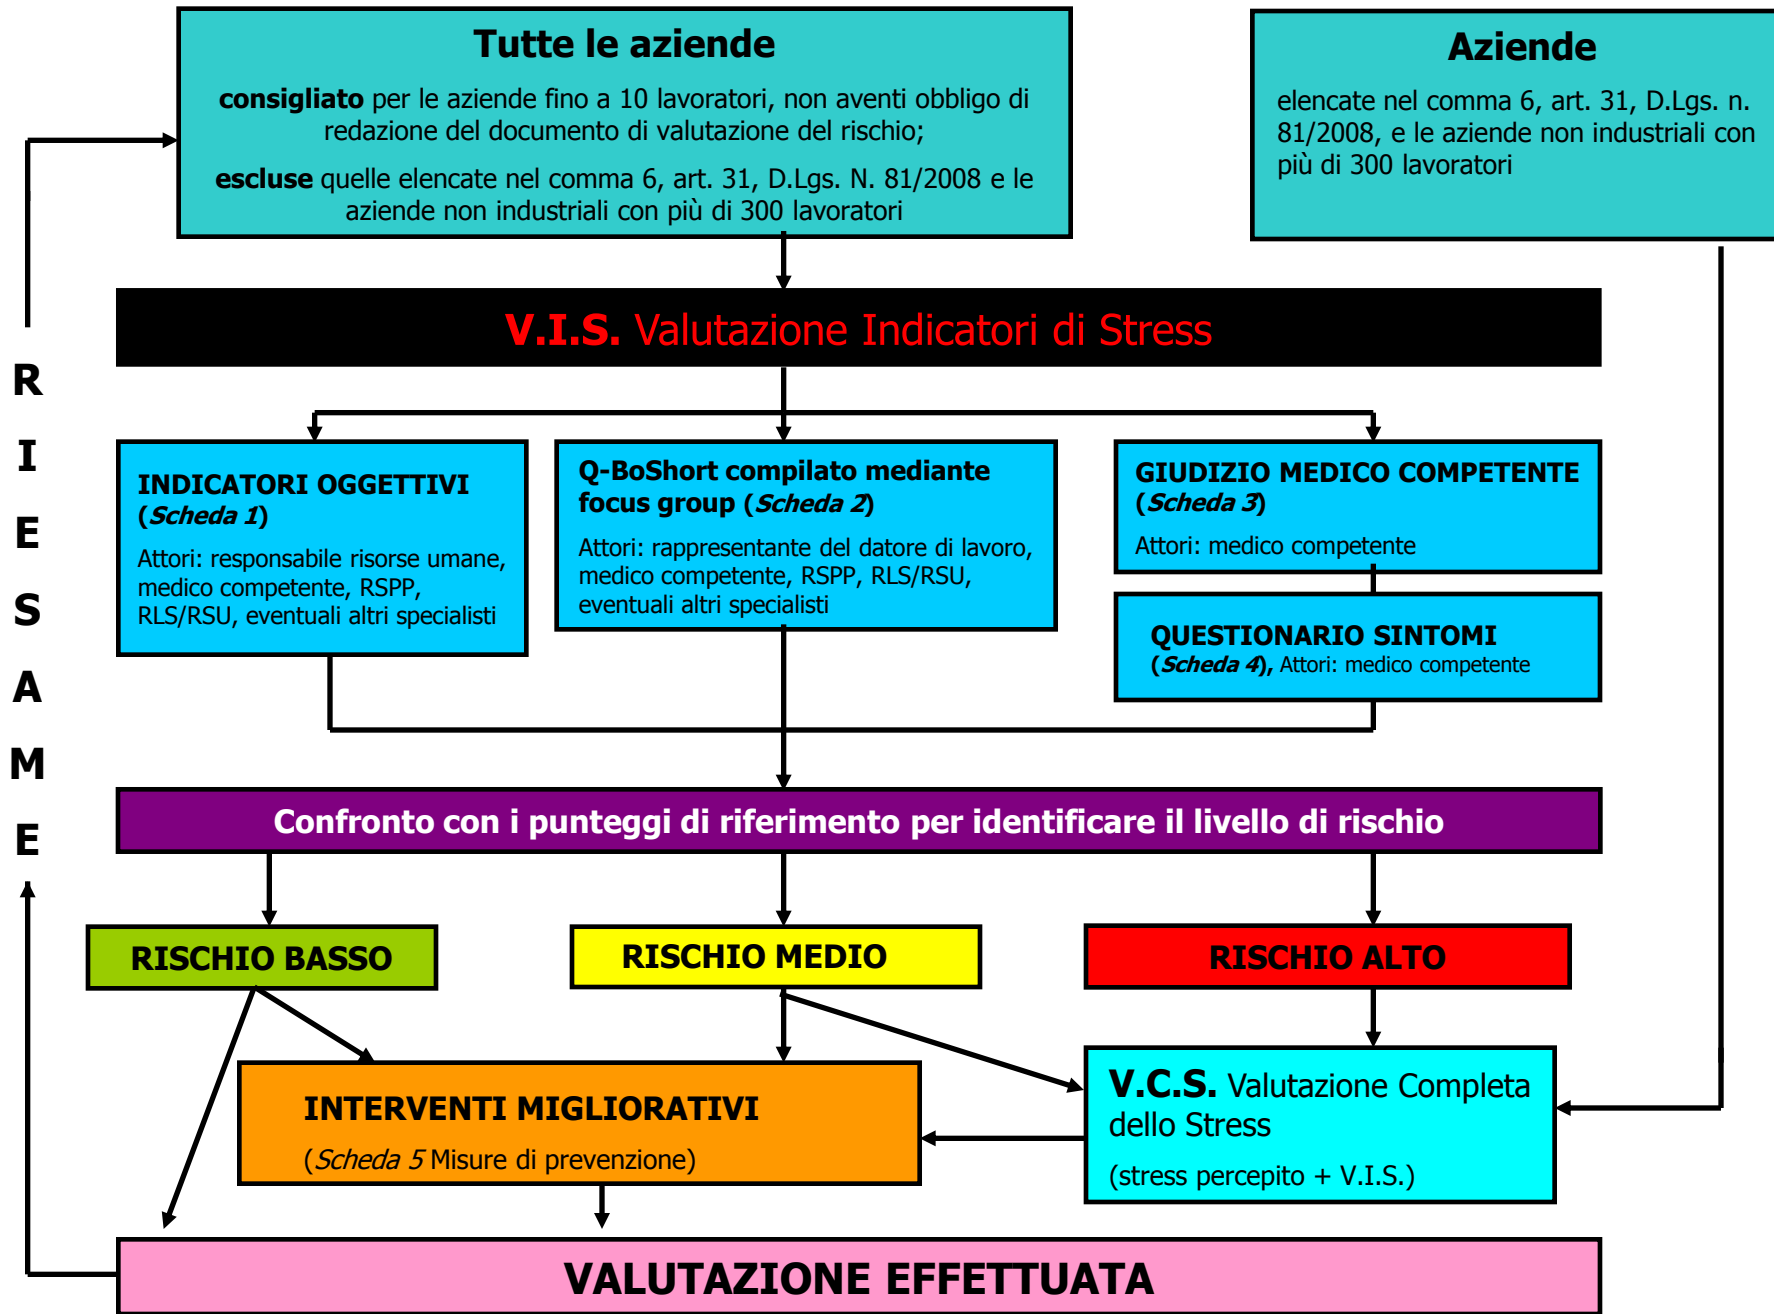 Tutte le aziende
consigliato per le aziende fino a 10 lavoratori, non aventi obbligo di
redazione del documento di valutazione del rischio;
escluse quelle elencate nel comma 6, art. 31, D.Lgs. N. 81/2008 e le
aziende non industriali con più di 300 lavoratori
Aziende
elencate nel comma 6, art. 31, D.Lgs. n.
81/2008, e le aziende non industriali con
più di 300 lavoratori
V.I.S. Valutazione Indicatori di Stress
R
I
E
S
A
M
E
INDICATORI OGGETTIVI
(Scheda 1)
Attori: responsabile risorse umane,
medico competente, RSPP,
RLS/RSU, eventuali altri specialisti
Q-BoShort compilato mediante
focus group (Scheda 2)
Attori: rappresentante del datore di lavoro,
medico competente, RSPP, RLS/RSU,
eventuali altri specialisti
GIUDIZIO MEDICO COMPETENTE
(Scheda 3)
Attori: medico competente
QUESTIONARIO SINTOMI
(Scheda 4), Attori: medico competente
Confronto con i punteggi di riferimento per identificare il livello di rischio
RISCHIO BASSO
RISCHIO MEDIO
RISCHIO ALTO
INTERVENTI MIGLIORATIVI
(Scheda 5 Misure di prevenzione)
V.C.S. Valutazione Completa
dello Stress
(stress percepito + V.I.S.)
VALUTAZIONE EFFETTUATA